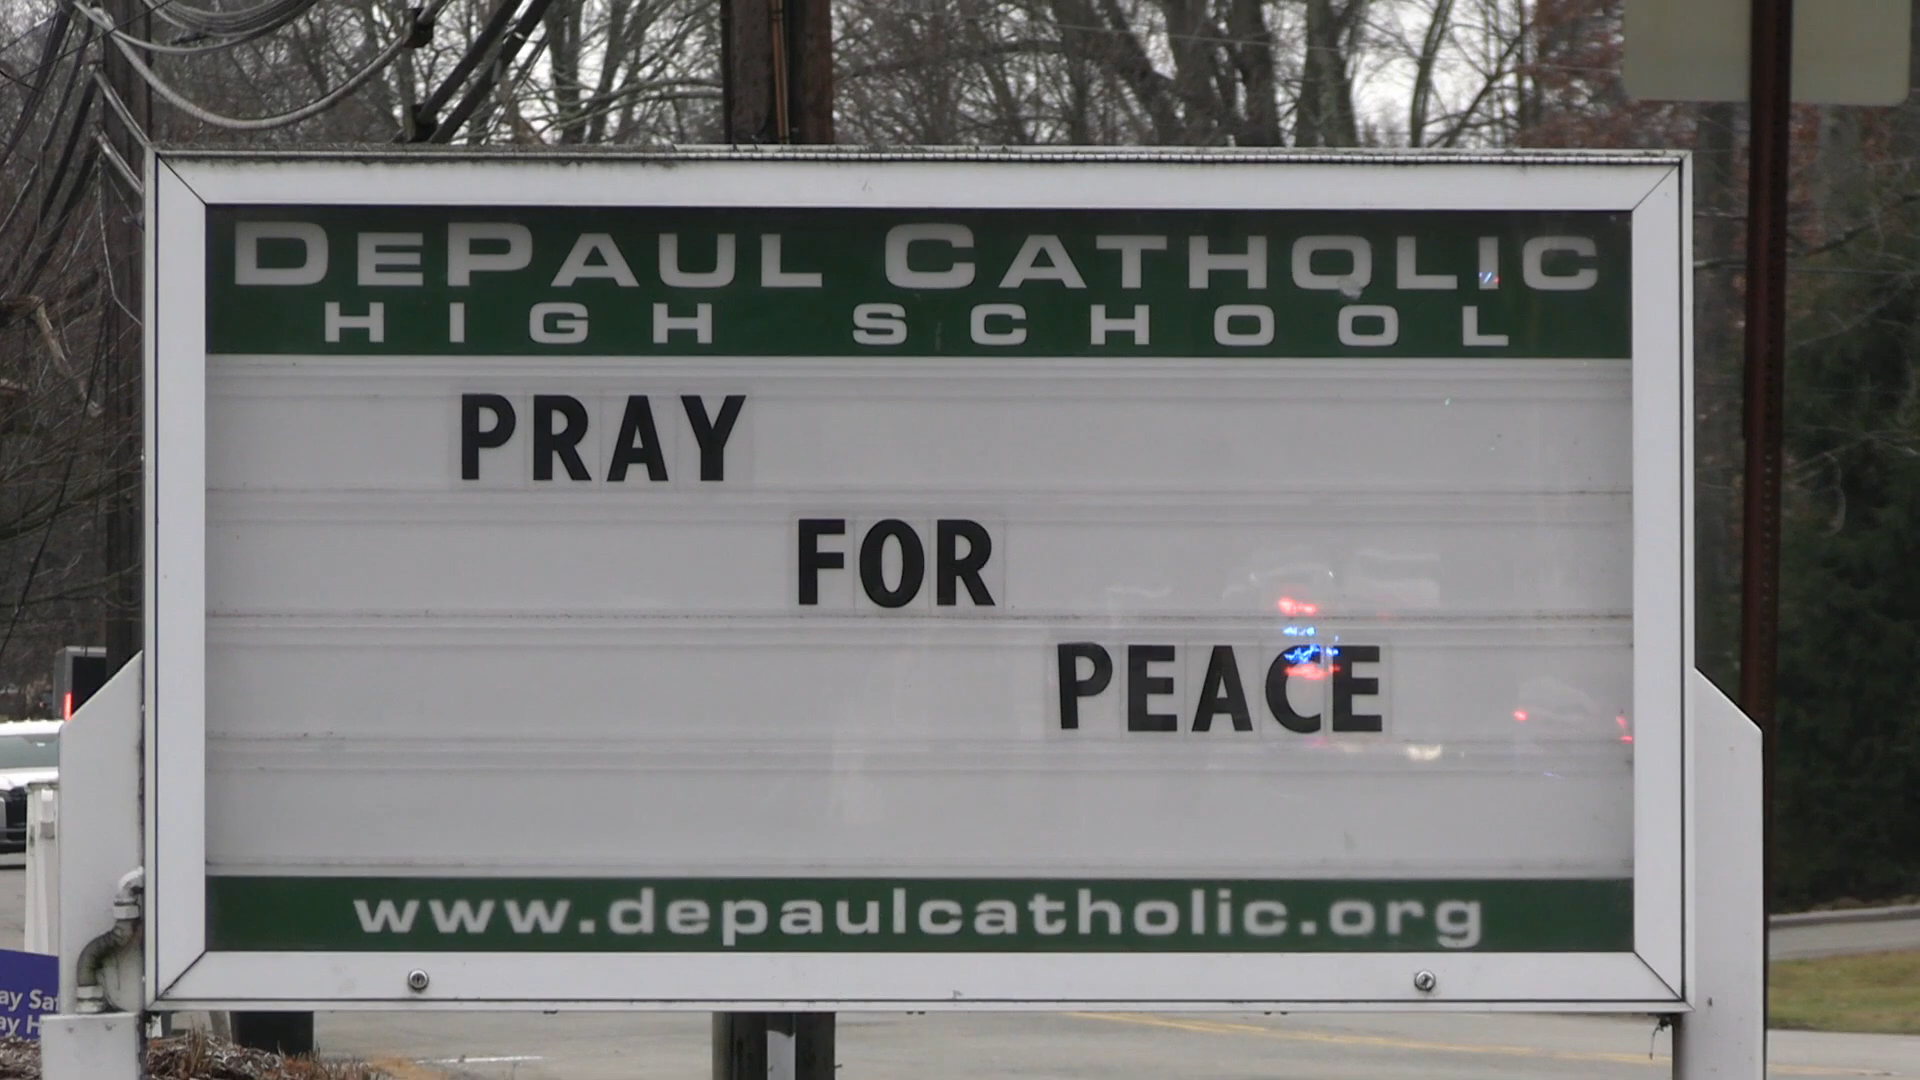 DEPAUL CATHOLIC
HIGH SCHOOL
PRAY
FOR
PEACE
www.depaulcatholic.org